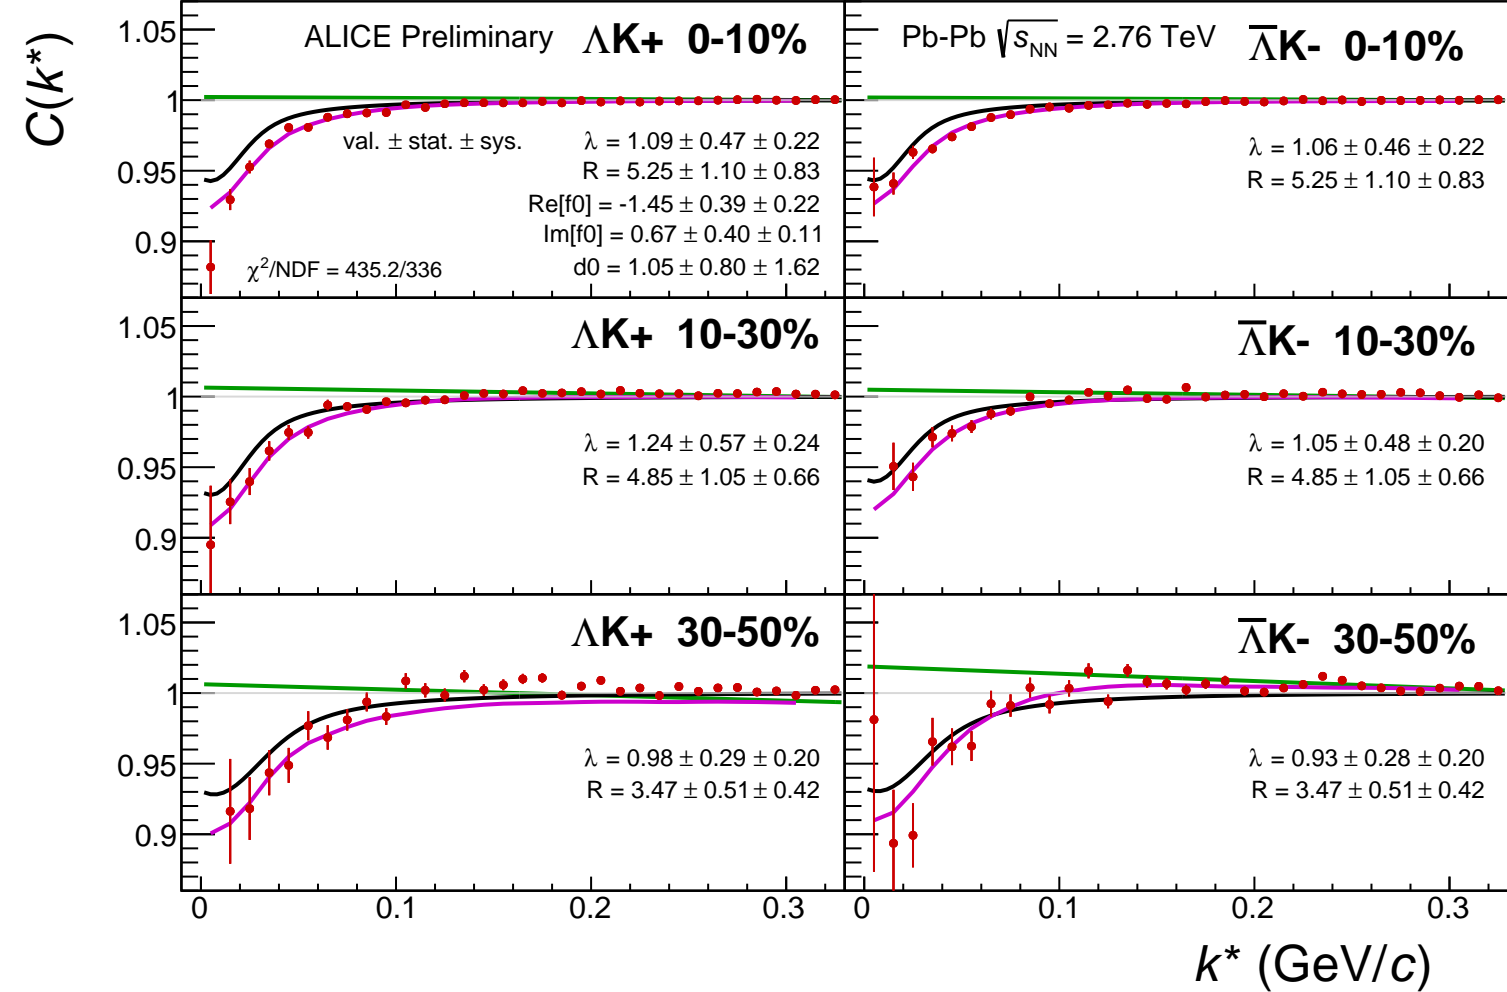 C(k*)
ALICE Preliminary ΛK+ 0-10%
val. ± stat. ± sys.
λ = 1.09 ± 0.47 ± 0.22
R = 5.25 ± 1.10 ± 0.83
Re[f0] = -1.45 ± 0.39 ± 0.22
Im[f0] = 0.67 ± 0.40 ± 0.11
d0 = 1.05 ± 0.80 ± 1.62
χ²/NDF = 435.2/336
1.05
1
0.95
0.9
Pb-Pb √sNN = 2.76 TeV Λ̅K- 0-10%
λ = 1.06 ± 0.46 ± 0.22
R = 5.25 ± 1.10 ± 0.83
ΛK+ 10-30%
λ = 1.24 ± 0.57 ± 0.24
R = 4.85 ± 1.05 ± 0.66
1.05
1
0.95
0.9
Λ̅K- 10-30%
λ = 1.05 ± 0.48 ± 0.20
R = 4.85 ± 1.05 ± 0.66
ΛK+ 30-50%
λ = 0.98 ± 0.29 ± 0.20
R = 3.47 ± 0.51 ± 0.42
1.05
1
0.95
0.9
Λ̅K- 30-50%
λ = 0.93 ± 0.28 ± 0.20
R = 3.47 ± 0.51 ± 0.42
0 0.1 0.2 0.3
0 0.1 0.2 0.3
k* (GeV/c)